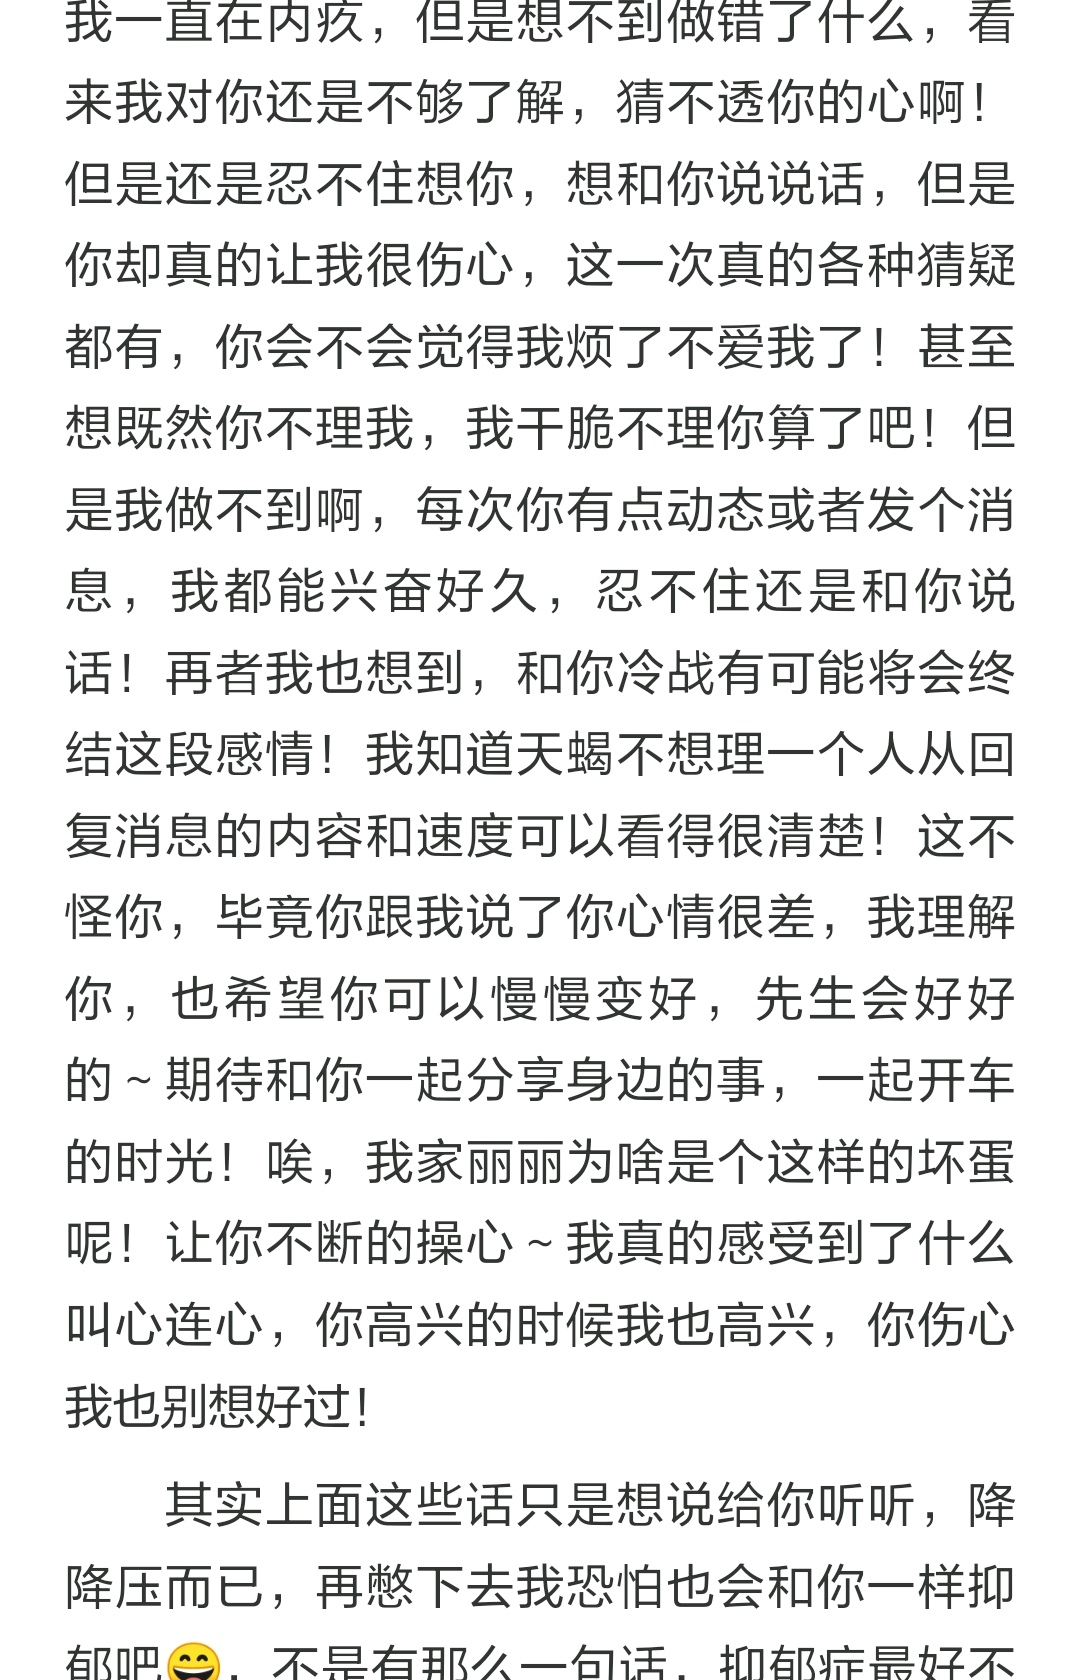 我一直在内疚，但是想不到做错了什么，看
来我对你还是不够了解，猜不透你的心啊！
但是还是忍不住想你，想和你说说话，但是
你却真的让我很伤心，这一次真的各种猜疑
都有，你会不会觉得我烦了不爱我了！甚至
想既然你不理我，我干脆不理你算了吧！但
是我做不到啊，每次你有点动态或者发个消
息，我都能兴奋好久，忍不住还是和你说
话！再者我也想到，和你冷战有可能将会终
结这段感情！我知道天蝎不想理一个人从回
复消息的内容和速度可以看得很清楚！这不
怪你，毕竟你跟我说了你心情很差，我理解
你，也希望你可以慢慢变好，先生会好好
的～期待和你一起分享身边的事，一起开车
的时光！唉，我家丽丽为啥是个这样的坏蛋
呢！让你不断的操心～我真的感受到了什么
叫心连心，你高兴的时候我也高兴，你伤心
我也别想好过！
其实上面这些话只是想说给你听听，降
降压而已，再憋下去我恐怕也会和你一样抑
郁吧😄，不是有那么一句话，抑郁症最好不